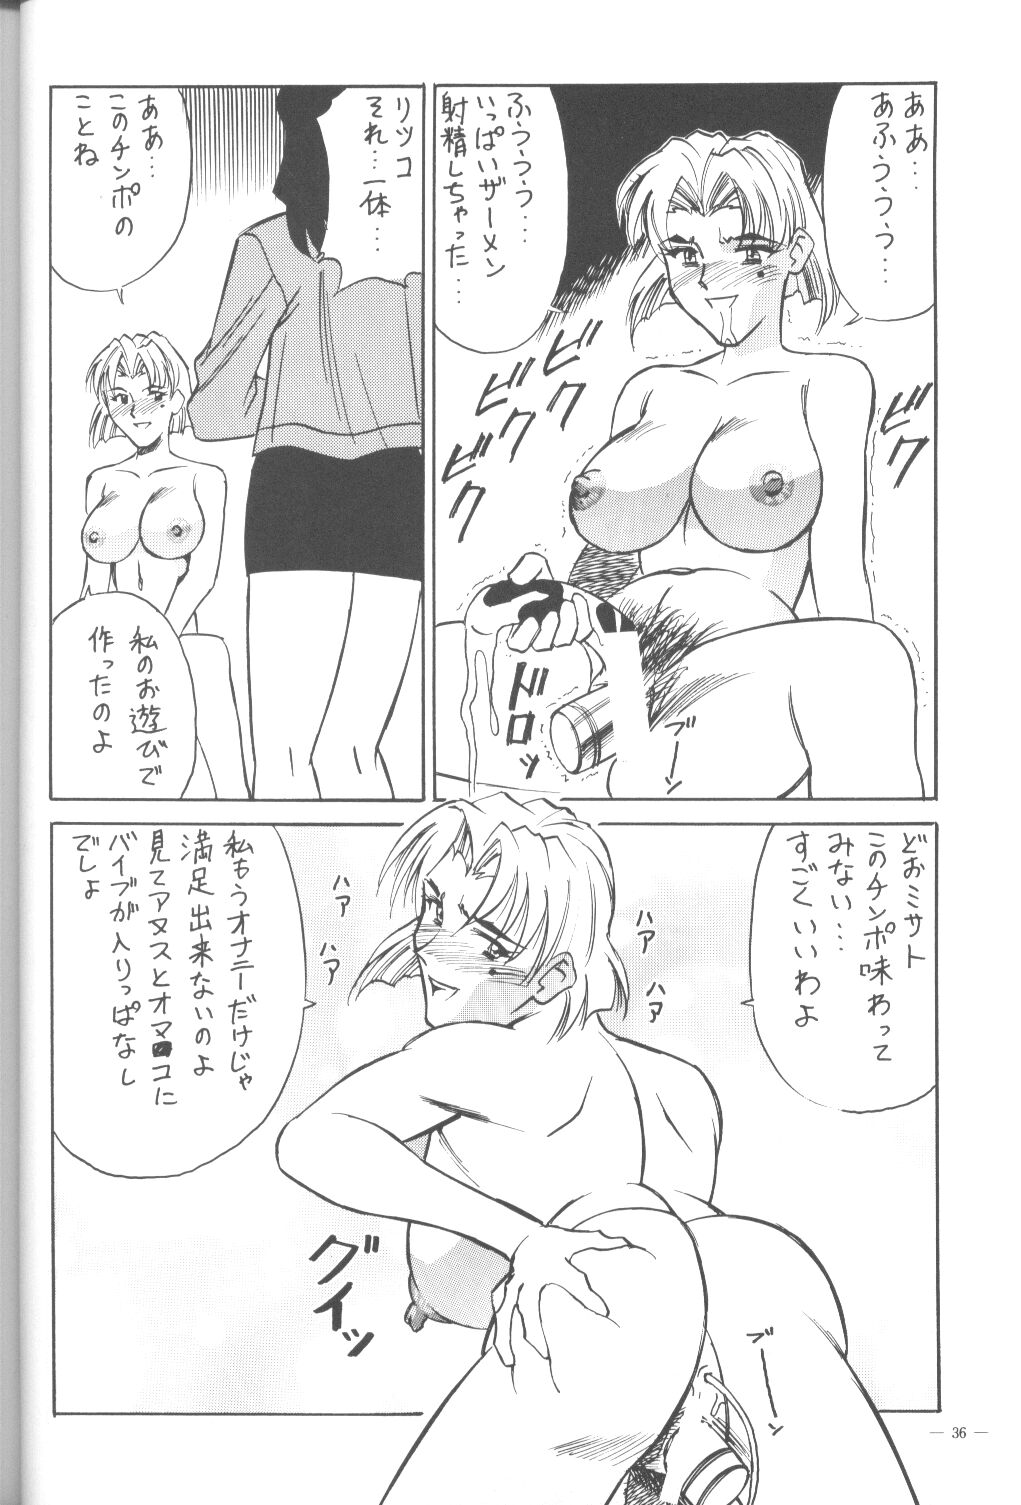 ああ・・・
あふぅぅぅ・・・
ふぅぅぅぅ・・・
いっぱいザーメン
射精しちゃった・・・
ビクッ
ビクッ
ビクッ
ビクッ
ドロッ
ブーーン
リツコ
それ・・・一体・・・
ああ・・・
このチンポの
ことね
私のお遊びで
作ったのよ
どおミサト
このチンポ味わって
みない・・・
すごくいいわよ
ハァ
ハァ
ハァ
ハァ
私もうオナニーだけじゃ
満足出来ないのよ
見てアヌスとオマ■コに
バイブが入りっぱなし
でしょ
グイッ
ブーーン
— 36 —